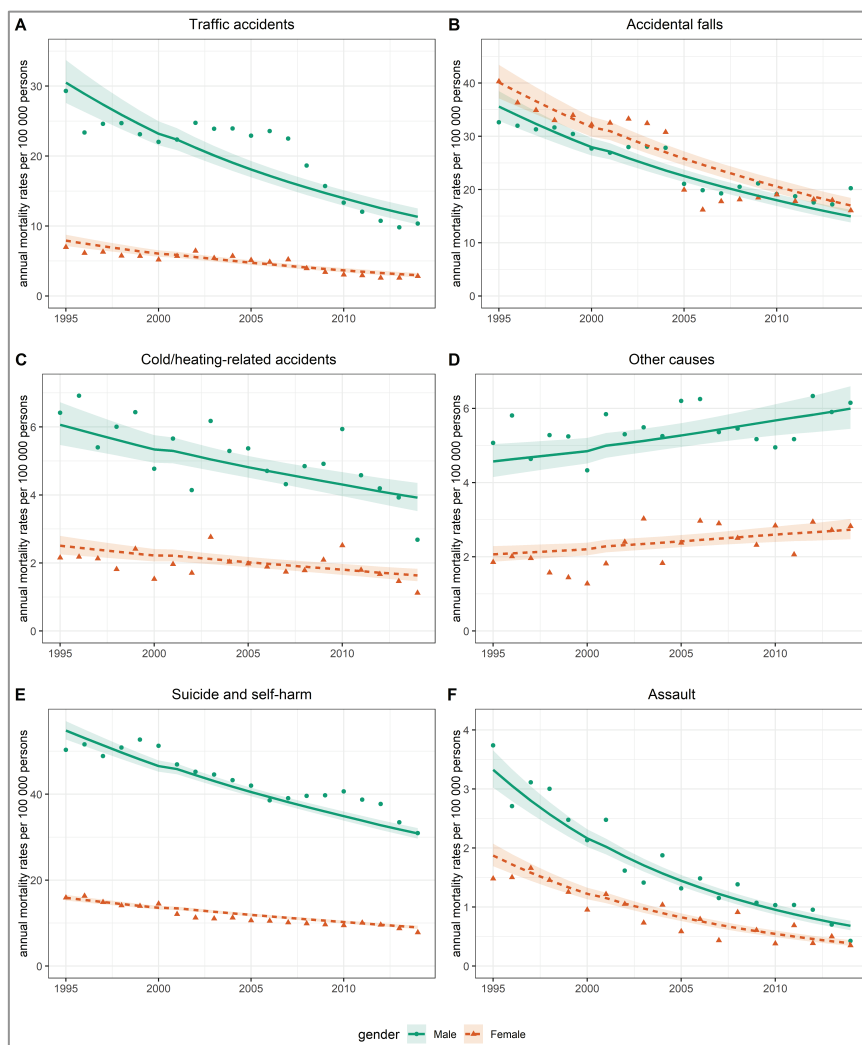 A Traffic accidents
annual mortality rates per 100 000 persons
30
20
10
0
1995 2000 2005 2010
B Accidental falls
annual mortality rates per 100 000 persons
40
30
20
10
0
1995 2000 2005 2010
C Cold/heating-related accidents
annual mortality rates per 100 000 persons
6
4
2
0
1995 2000 2005 2010
D Other causes
annual mortality rates per 100 000 persons
6
4
2
0
1995 2000 2005 2010
E Suicide and self-harm
annual mortality rates per 100 000 persons
40
20
0
1995 2000 2005 2010
F Assault
annual mortality rates per 100 000 persons
4
3
2
1
0
1995 2000 2005 2010
gender Male Female